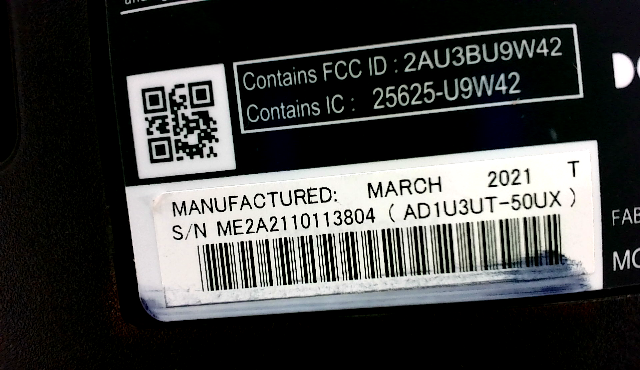 Contains FCC ID : 2AU3BU9W42
Contains IC : 25625-U9W42
MANUFACTURED: MARCH 2021 T
S/N ME2A2110113804 ( AD1U3UT-50UX )